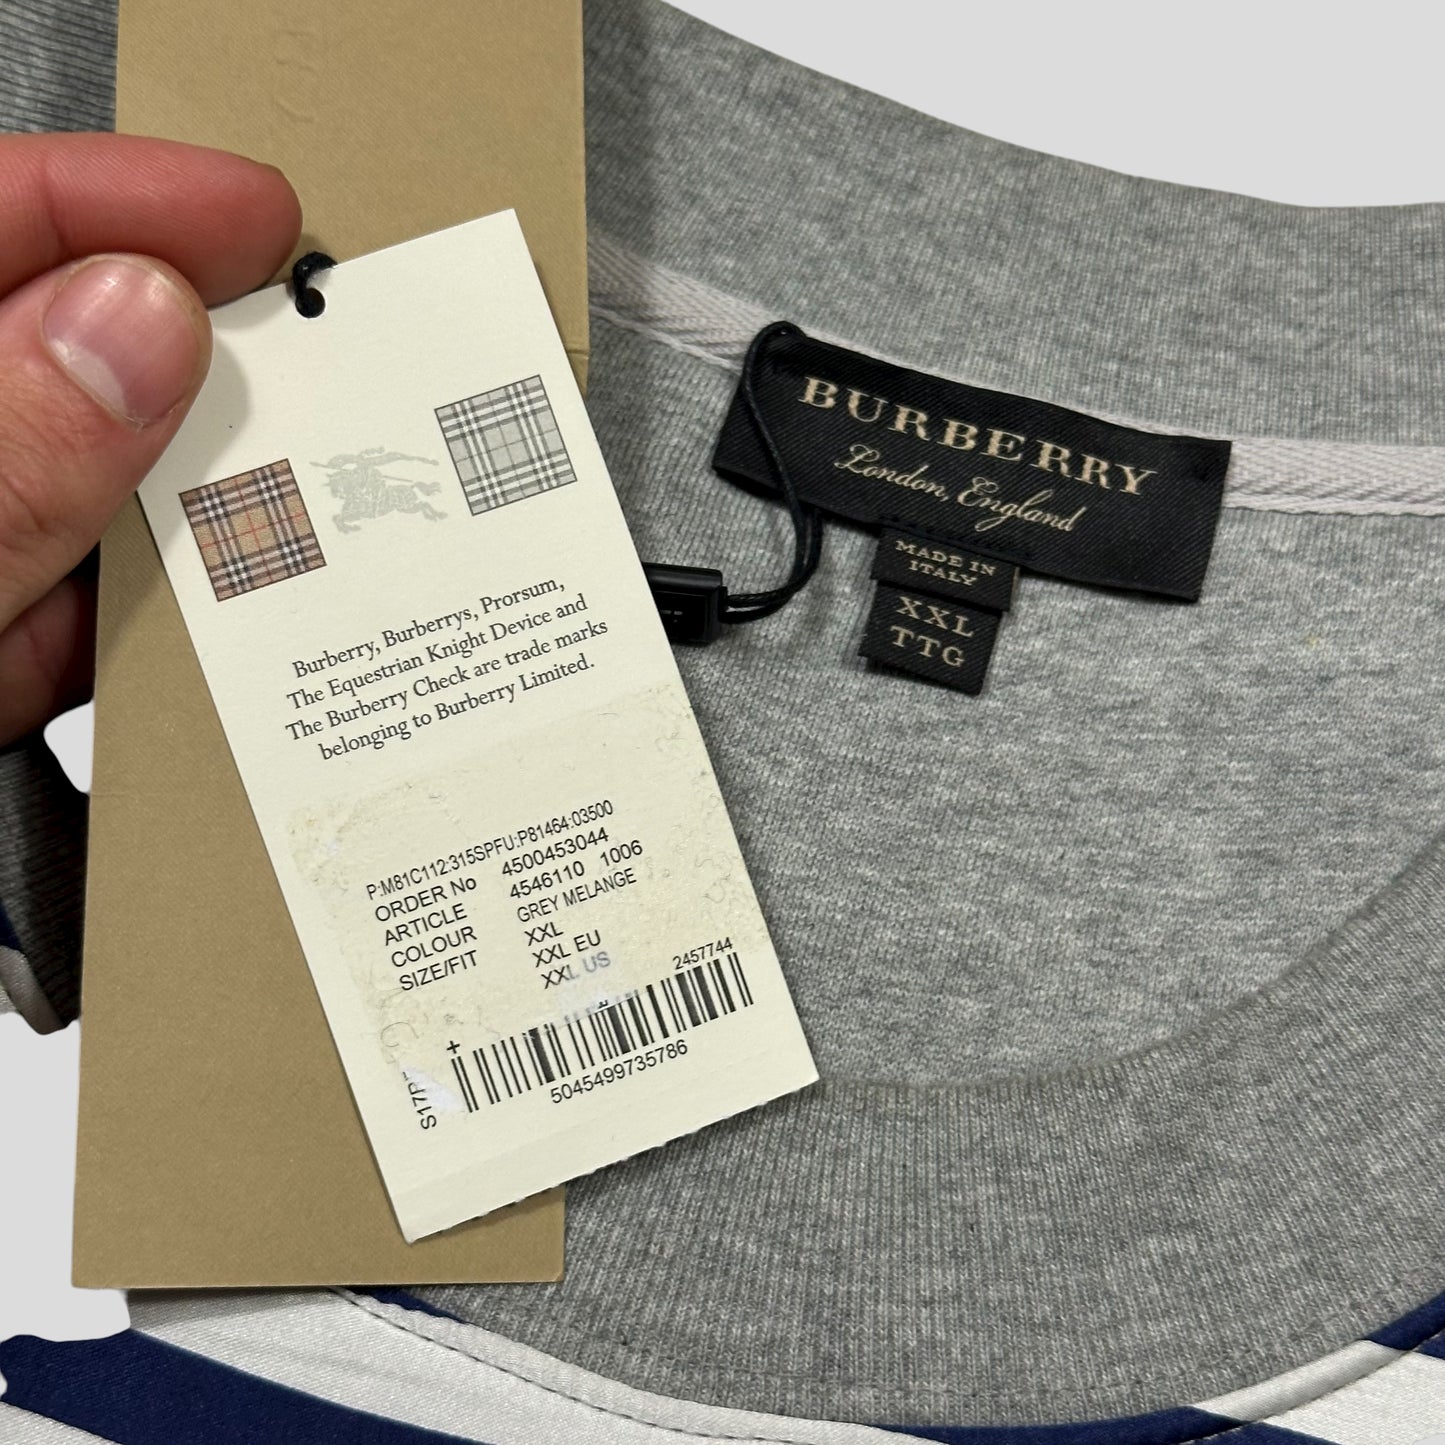 Burberry, Burberrys, Prorsum,
The Equestrian Knight Device and
The Burberry Check are trade marks
belonging to Burberry Limited.
P:M81C112:315SPFU:P81464:03500
ORDER No 4500453044
ARTICLE 4546110 1006
COLOUR GREY MELANGE
SIZE/FIT XXL
XXL EU
XXL US
2457744
5045499735786
BURBERRY
London, England
MADE IN
ITALY
XXL
TTG